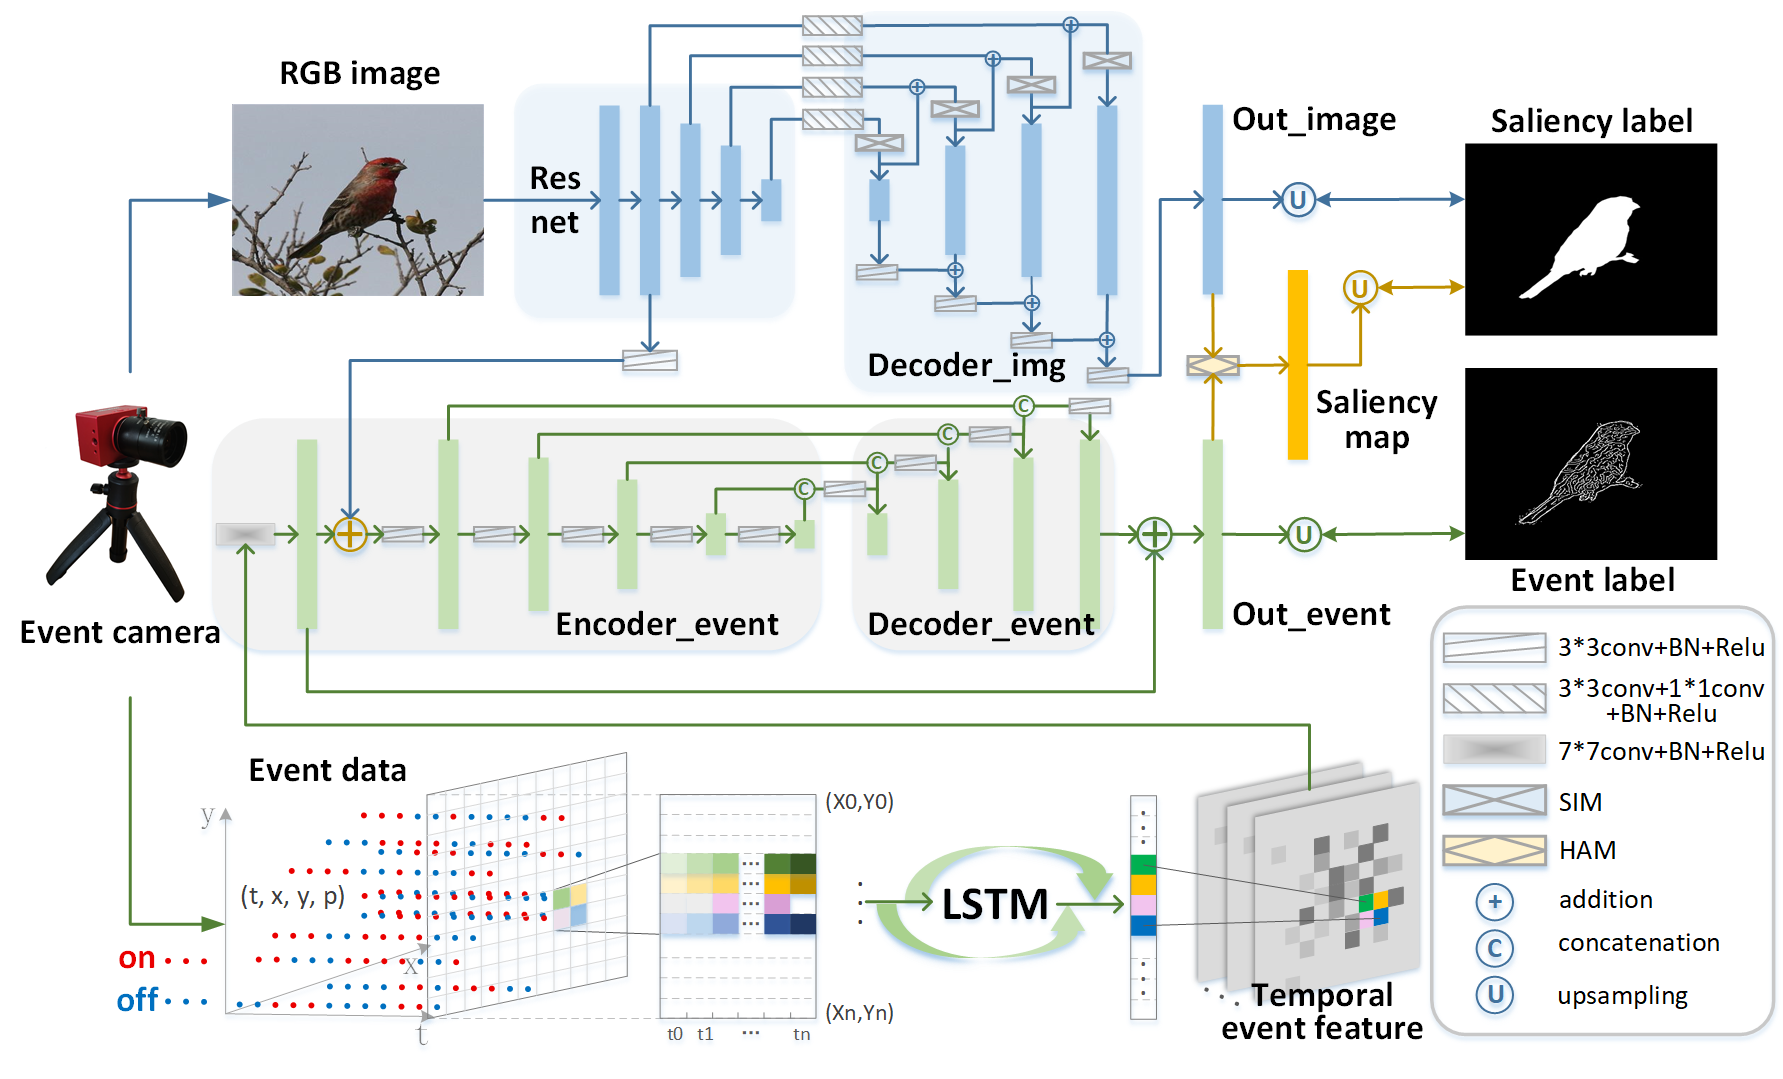 RGB image
Res
net
Decoder_img
Out_image
Saliency label
Saliency
map
Event camera
Encoder_event
Decoder_event
Out_event
Event label
C
C
C
C
U
U
U
3*3conv+BN+Relu
3*3conv+1*1conv
+BN+Relu
7*7conv+BN+Relu
SIM
HAM
addition
C
concatenation
U
upsampling
Event data
y
(t, x, y, p)
x
t
on
off
(X0,Y0)
(Xn,Yn)
t0 t1 ... tn
LSTM
Temporal
event feature